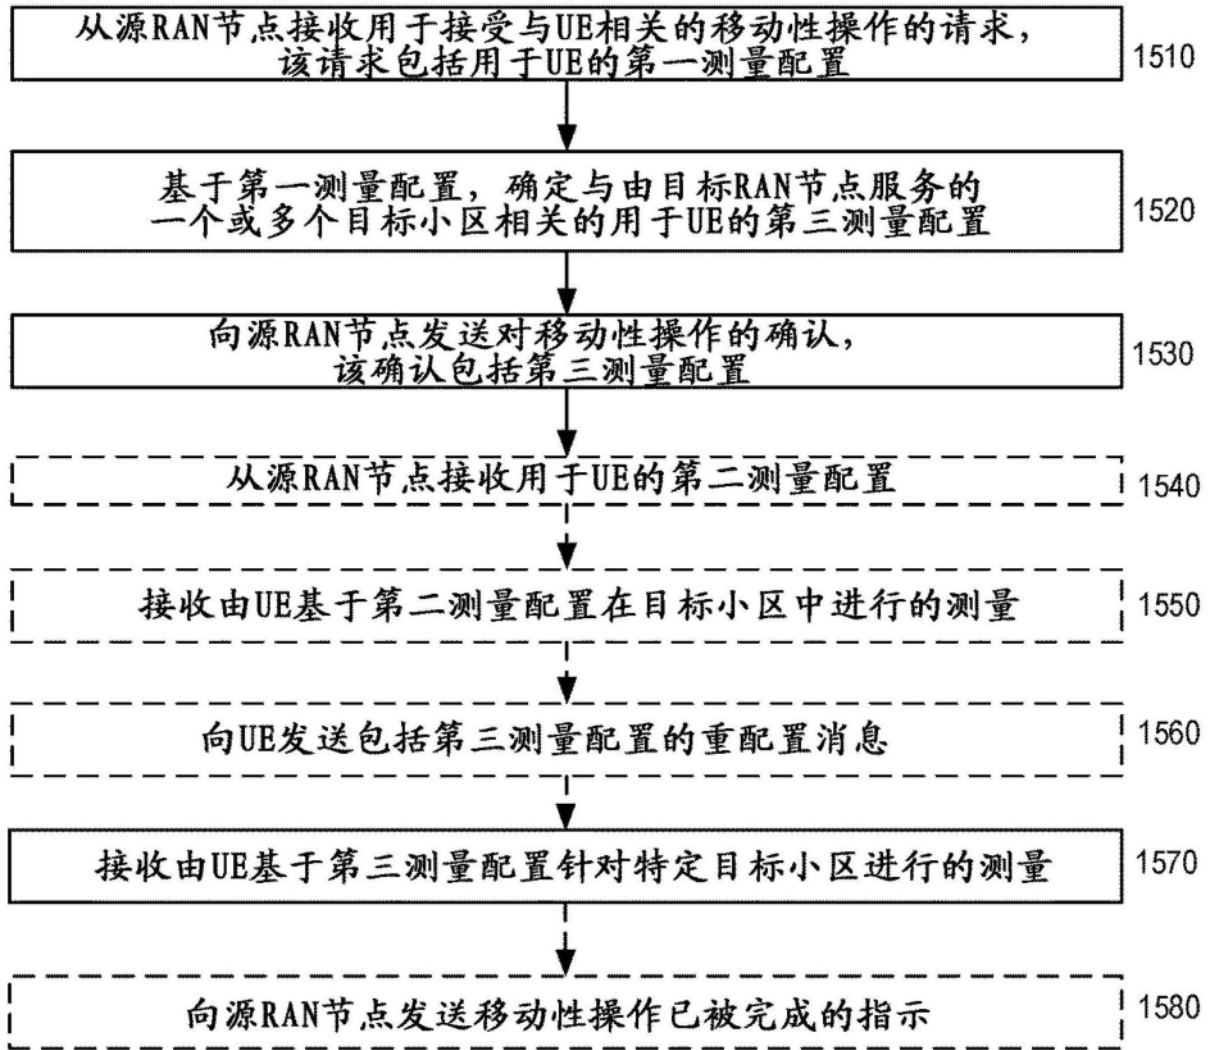 从源RAN节点接收用于接受与UE相关的移动性操作的请求，
该请求包括用于UE的第一测量配置
1510
基于第一测量配置，确定与由目标RAN节点服务的
一个或多个目标小区相关的用于UE的第三测量配置
1520
向源RAN节点发送对移动性操作的确认，
该确认包括第三测量配置
1530
从源RAN节点接收用于UE的第二测量配置
1540
接收由UE基于第二测量配置在目标小区中进行的测量
1550
向UE发送包括第三测量配置的重配置消息
1560
接收由UE基于第三测量配置针对特定目标小区进行的测量
1570
向源RAN节点发送移动性操作已被完成的指示
1580